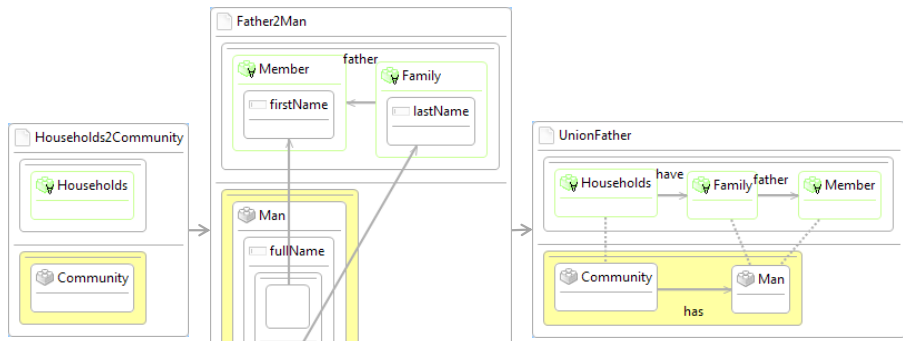 Households2Community
Households
Community
Father2Man
father
Member
Family
firstName
lastName
Man
fullName
UnionFather
Households
have
Family
father
Member
Community
Man
has